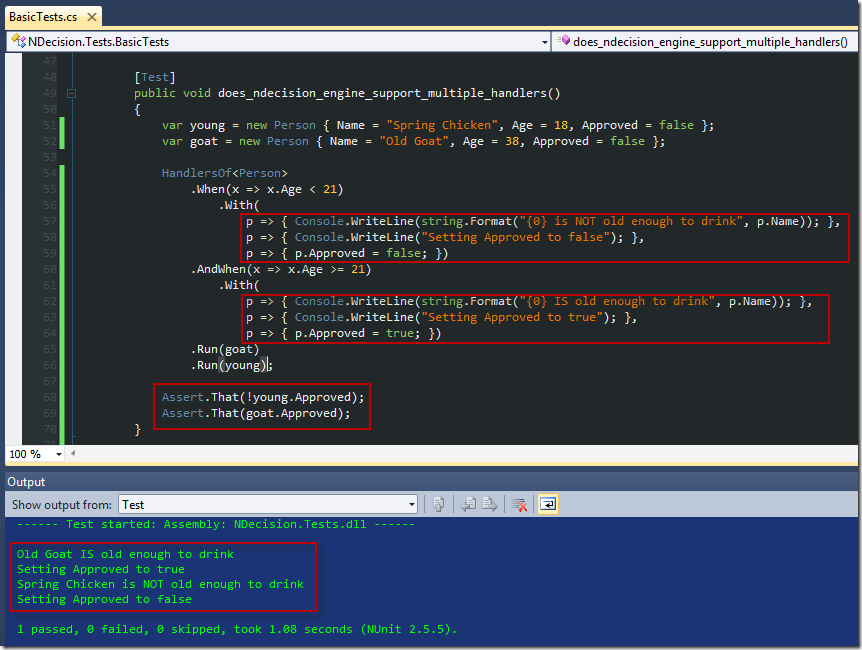 BasicTests.cs
NDecision.Tests.BasicTests does_ndecision_engine_support_multiple_handlers()
47
48 [Test]
49 public void does_ndecision_engine_support_multiple_handlers()
50 {
51 var young = new Person { Name = "Spring Chicken", Age = 18, Approved = false };
52 var goat = new Person { Name = "Old Goat", Age = 38, Approved = false };
53
54 HandlersOf<Person>
55 .When(x => x.Age < 21)
56 .With(
57 p => { Console.WriteLine(string.Format("{0} is NOT old enough to drink", p.Name)); },
58 p => { Console.WriteLine("Setting Approved to false"); },
59 p => { p.Approved = false; })
60 .AndWhen(x => x.Age >= 21)
61 .With(
62 p => { Console.WriteLine(string.Format("{0} IS old enough to drink", p.Name)); },
63 p => { Console.WriteLine("Setting Approved to true"); },
64 p => { p.Approved = true; })
65 .Run(goat)
66 .Run(young);
67
68 Assert.That(!young.Approved);
69 Assert.That(goat.Approved);
70 }
100 %
Output
Show output from: Test
------ Test started: Assembly: NDecision.Tests.dll ------
Old Goat IS old enough to drink
Setting Approved to true
Spring Chicken is NOT old enough to drink
Setting Approved to false
1 passed, 0 failed, 0 skipped, took 1.08 seconds (NUnit 2.5.5).